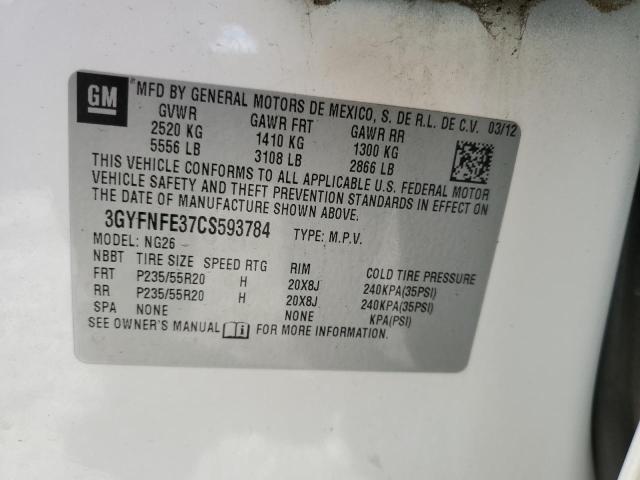 GM
®MFD BY GENERAL MOTORS DE MEXICO, S. DE R.L. DE C.V. 03/12
GVWR GAWR FRT GAWR RR
2520 KG 1410 KG 1300 KG
5556 LB 3108 LB 2866 LB
THIS VEHICLE CONFORMS TO ALL APPLICABLE U.S. FEDERAL MOTOR
VEHICLE SAFETY AND THEFT PREVENTION STANDARDS IN EFFECT ON
THE DATE OF MANUFACTURE SHOWN ABOVE.
3GYFNFE37CS593784 TYPE: M.P.V.
MODEL: NG26
NBBT TIRE SIZE SPEED RTG RIM COLD TIRE PRESSURE
FRT P235/55R20 H 20X8J 240KPA(35PSI)
RR P235/55R20 H 20X8J 240KPA(35PSI)
SPA NONE NONE KPA(PSI)
SEE OWNER'S MANUAL FOR MORE INFORMATION.